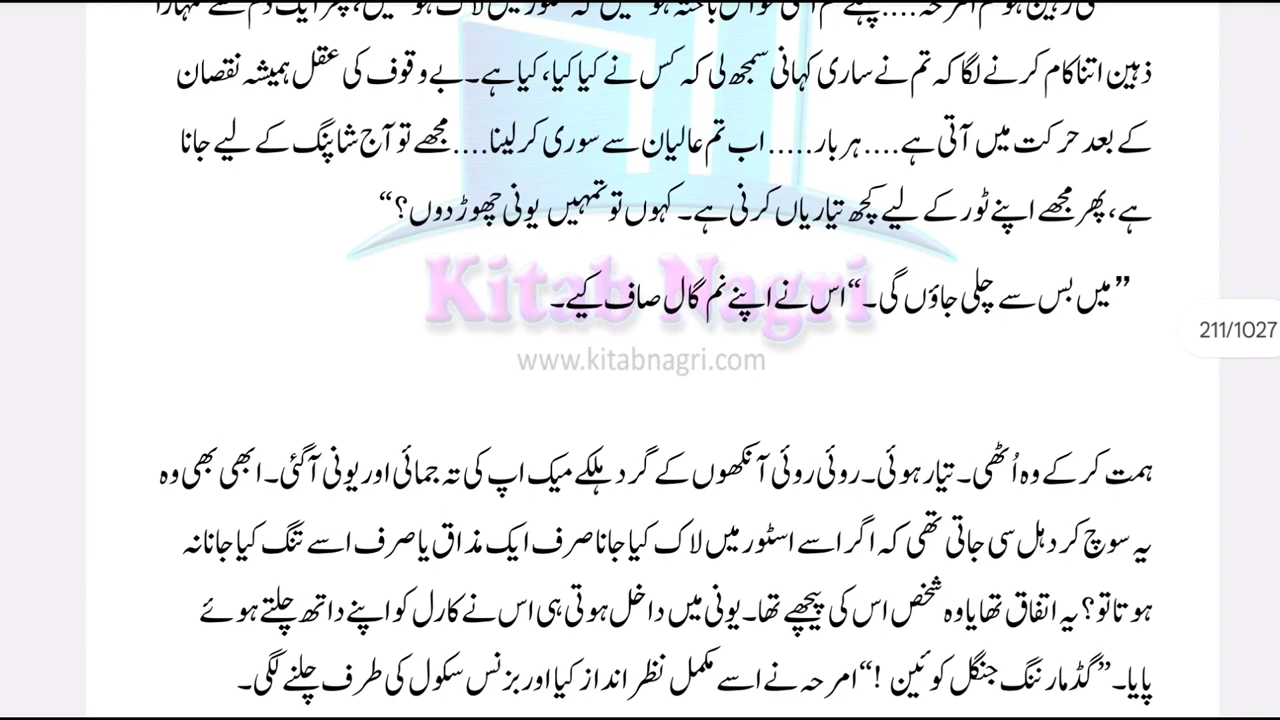 ذہین اتنا کام کرنے لگا کہ تم نے ساری کہانی سمجھ لی کہ کس نے کیا کیا، کیا ہے۔ بے وقوف کی عقل ہمیشہ نقصان
کے بعد حرکت میں آتی ہے.... ہر بار..... اب تم عالیان سے سوری کر لینا.... مجھے تو آج شاپنگ کے لیے جانا
ہے، پھر مجھے اپنے ٹور کے لیے کچھ تیاریاں کرنی ہے۔ کہوں تو تمہیں یونی چھوڑ دوں؟“
”میں بس سے چلی جاؤں گی۔“ اس نے اپنے نم گال صاف کیے۔
Kitab Nagri
www.kitabnagri.com
211/1027
ہمت کر کے وہ اُٹھی۔ تیار ہوئی۔ روئی روئی آنکھوں کے گرد ہلکے میک اپ کی تہ جمائی اور یونی آ گئی۔ ابھی بھی وہ
یہ سوچ کر دہل سی جاتی تھی کہ اگر اسے اسٹور میں لاک کیا جانا صرف ایک مذاق یا صرف اسے تنگ کیا جانا نہ
ہوتا تو؟ یہ اتفاق تھا یا وہ شخص اس کی پیچھے تھا۔ یونی میں داخل ہوتی ہی اس نے کارل کو اپنے داتھ چلتے ہوئے
پایا۔ ”گڈ مارننگ جنگل کوئین !“ امرحہ نے اسے مکمل نظر انداز کیا اور بزنس سکول کی طرف چلنے لگی۔